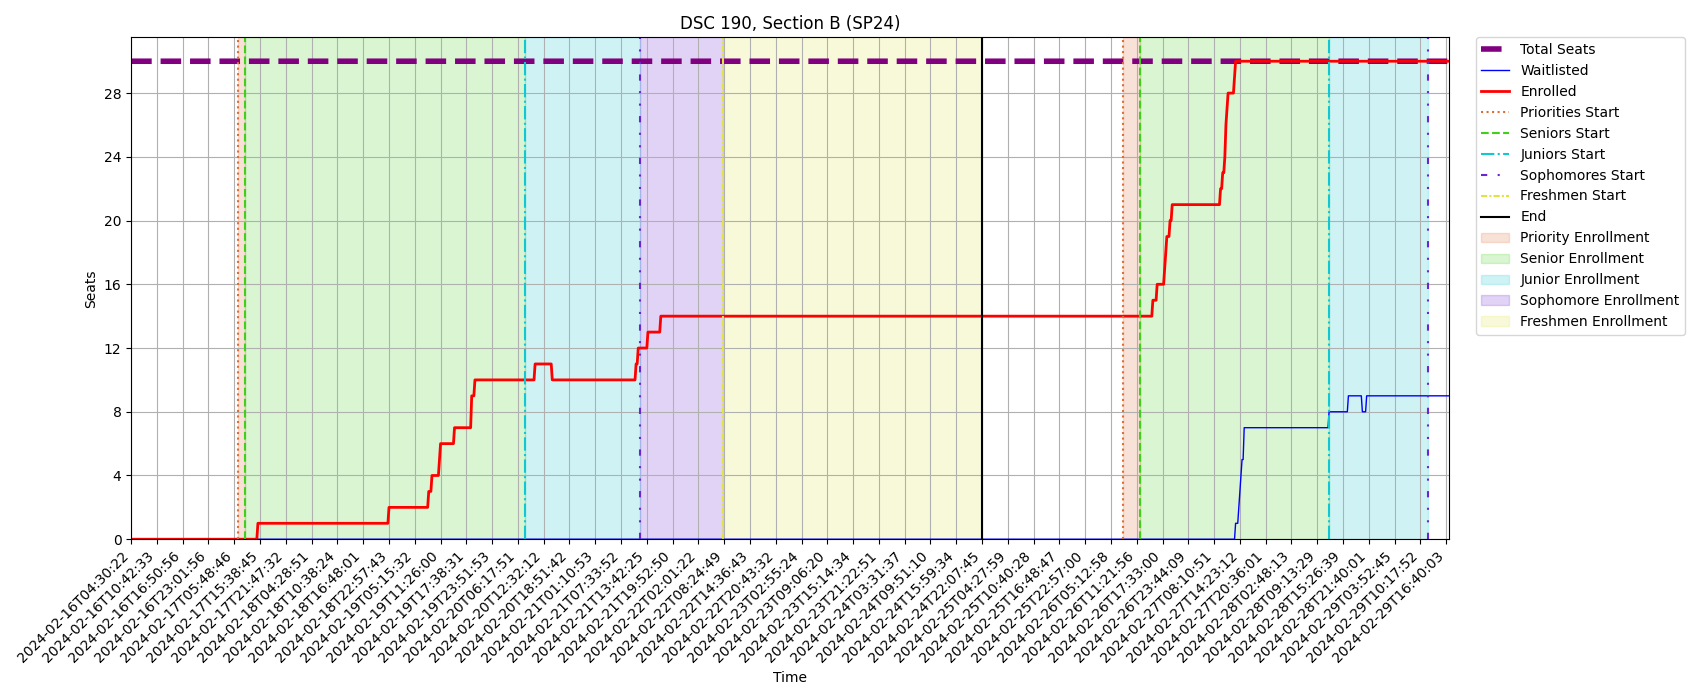 DSC 190, Section B (SP24)
Seats
28
24
20
16
12
8
4
0
2024-02-16T04:30:22
2024-02-16T10:42:33
2024-02-16T16:50:56
2024-02-16T23:01:56
2024-02-17T05:48:46
2024-02-17T15:38:45
2024-02-17T21:47:32
2024-02-18T04:28:51
2024-02-18T10:38:24
2024-02-18T16:48:01
2024-02-18T22:57:43
2024-02-19T05:15:32
2024-02-19T11:26:00
2024-02-19T17:38:31
2024-02-19T23:51:53
2024-02-20T06:17:51
2024-02-20T12:32:12
2024-02-20T18:51:42
2024-02-21T01:10:53
2024-02-21T07:33:52
2024-02-21T13:42:25
2024-02-21T19:52:50
2024-02-22T02:01:22
2024-02-22T08:24:49
2024-02-22T14:36:43
2024-02-22T20:43:32
2024-02-23T02:55:24
2024-02-23T09:06:20
2024-02-23T15:14:34
2024-02-23T21:22:51
2024-02-24T03:31:37
2024-02-24T09:51:10
2024-02-24T15:59:34
2024-02-24T22:07:45
2024-02-25T04:27:59
2024-02-25T10:40:28
2024-02-25T16:48:47
2024-02-25T22:57:00
2024-02-26T05:12:58
2024-02-26T11:21:56
2024-02-26T17:33:00
2024-02-26T23:44:09
2024-02-27T08:10:51
2024-02-27T14:23:12
2024-02-27T20:36:01
2024-02-28T02:48:13
2024-02-28T09:13:29
2024-02-28T15:26:39
2024-02-28T21:40:01
2024-02-29T03:52:45
2024-02-29T10:17:52
2024-02-29T16:40:03
Time
Total Seats
Waitlisted
Enrolled
Priorities Start
Seniors Start
Juniors Start
Sophomores Start
Freshmen Start
End
Priority Enrollment
Senior Enrollment
Junior Enrollment
Sophomore Enrollment
Freshmen Enrollment